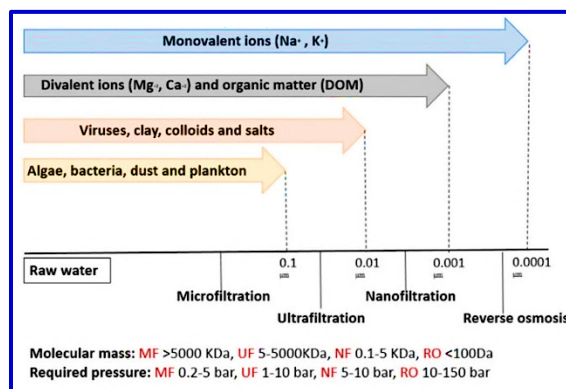 Monovalent ions (Na⁺ , K⁺)
Divalent ions (Mg⁺, Ca⁺) and organic matter (DOM)
Viruses, clay, colloids and salts
Algae, bacteria, dust and plankton
Raw water
0.1 µm
0.01 µm
0.001 µm
0.0001 µm
Microfiltration
Ultrafiltration
Nanofiltration
Reverse osmosis
Molecular mass: MF >5000 KDa, UF 5-5000KDa, NF 0.1-5 KDa, RO <100Da
Required pressure: MF 0.2-5 bar, UF 1-10 bar, NF 5-10 bar, RO 10-150 bar